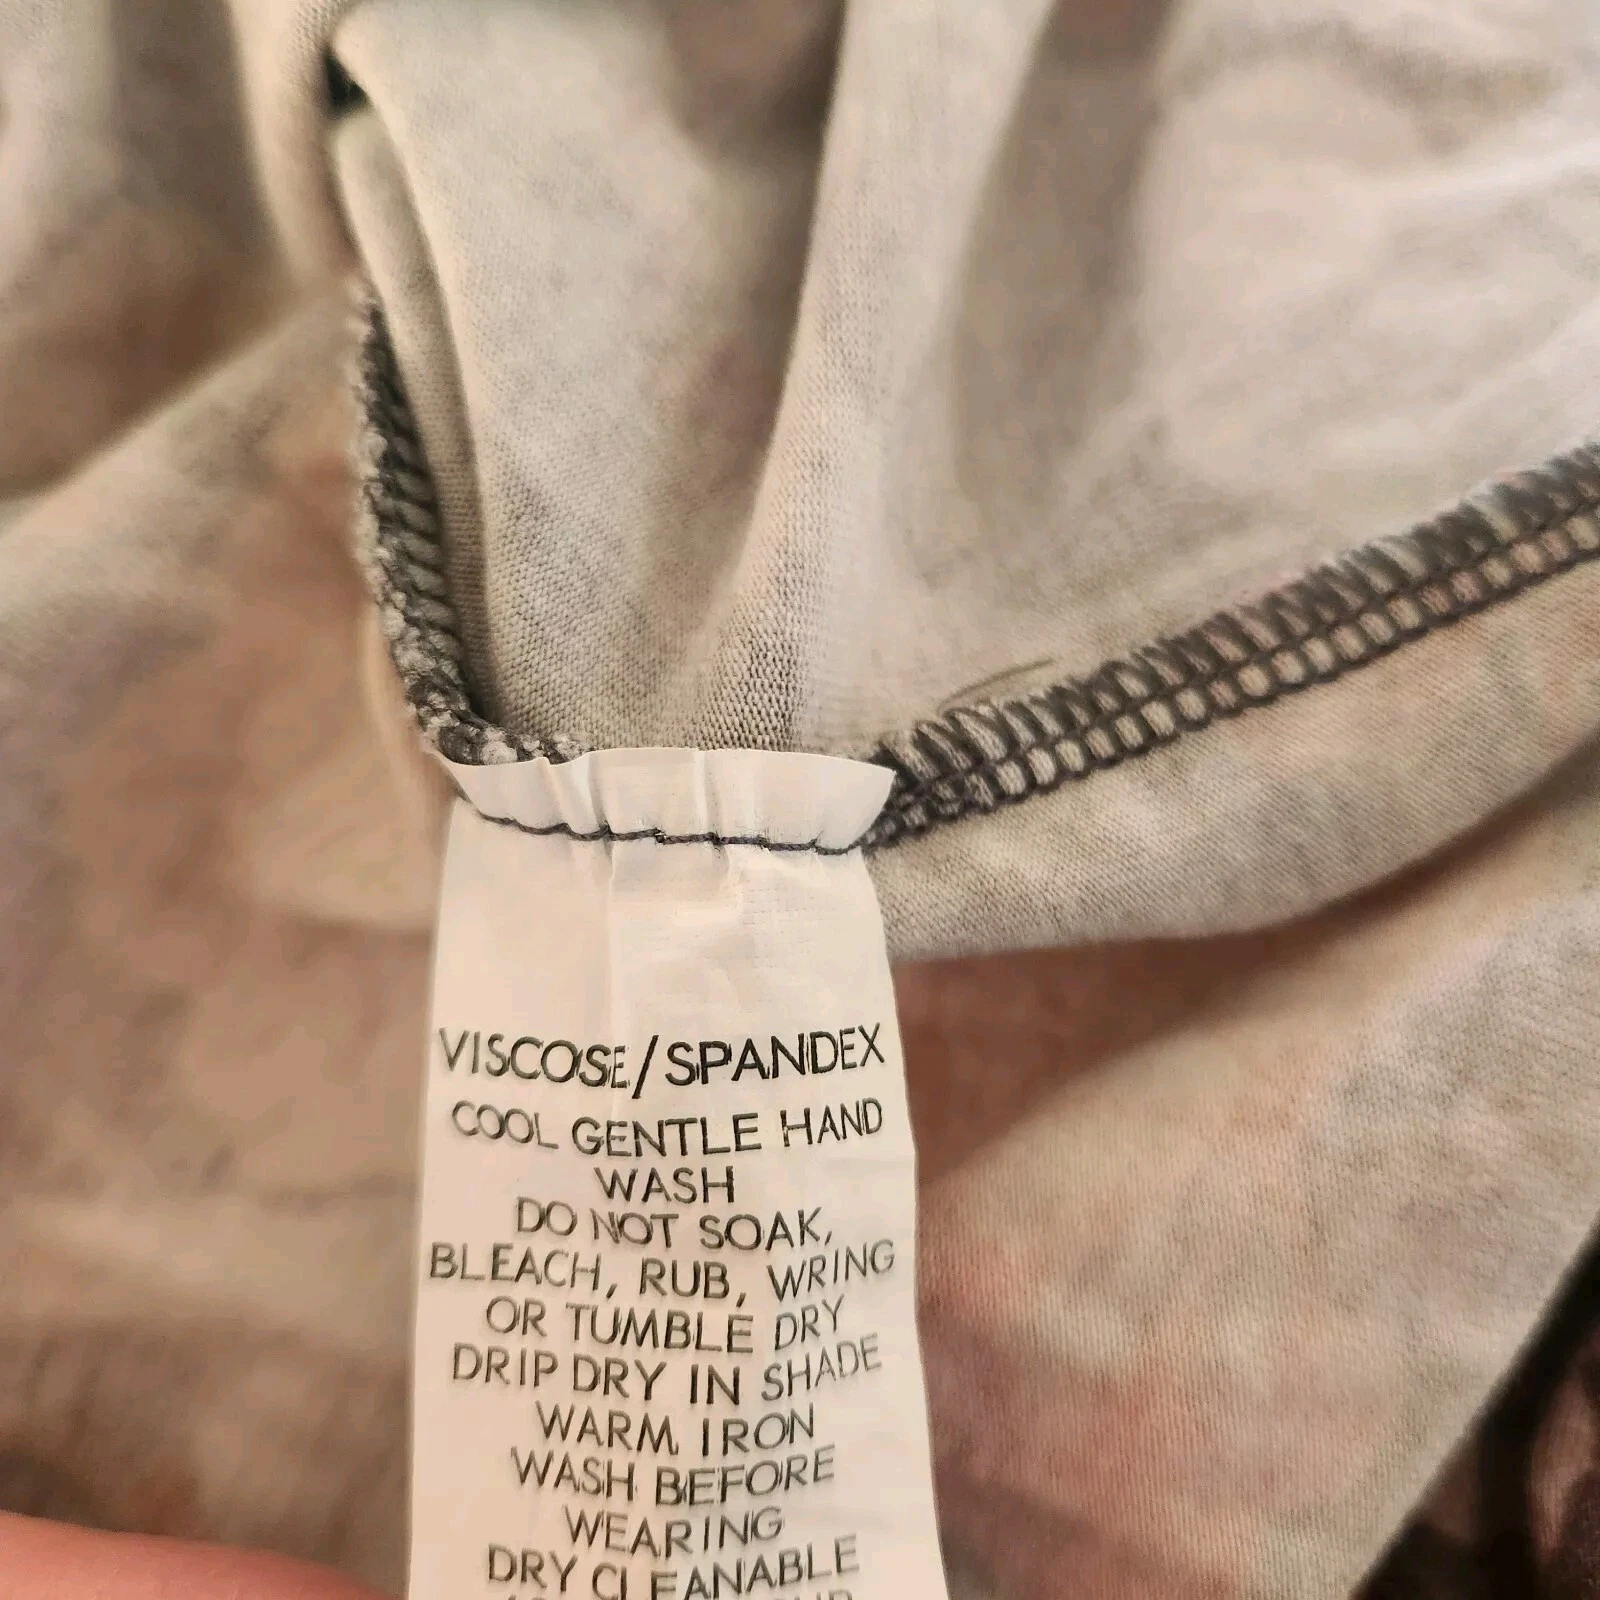 VISCOSE/SPANDEX
COOL GENTLE HAND
WASH
DO NOT SOAK,
BLEACH, RUB, WRING
OR TUMBLE DRY
DRIP DRY IN SHADE
WARM IRON
WASH BEFORE
WEARING
DRY CLEANABLE